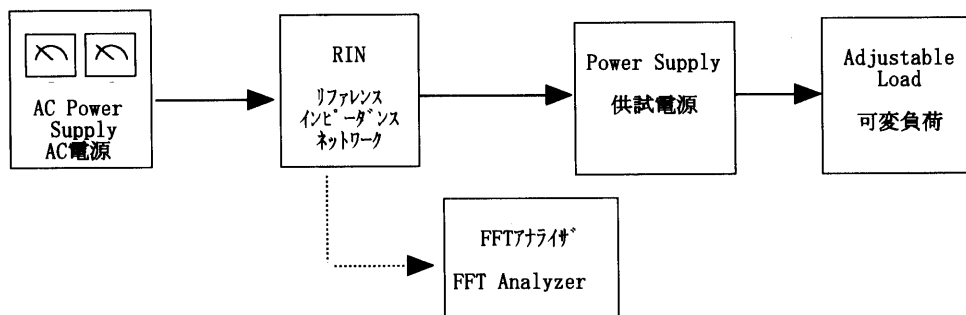 AC Power
Supply
AC電源
RIN
リファレンス
インピーダンス
ネットワーク
Power Supply
供試電源
Adjustable
Load
可変負荷
FFTアナライザ
FFT Analyzer